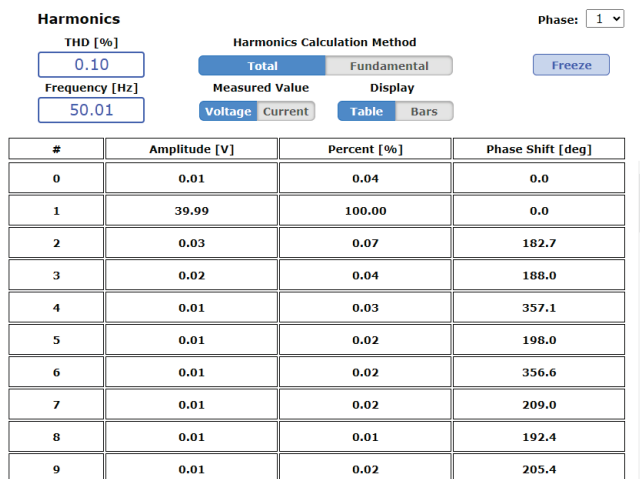 Harmonics Phase: 1
THD [%] Harmonics Calculation Method
0.10 Total Fundamental Freeze
Frequency [Hz] Measured Value Display
50.01 Voltage Current Table Bars
# Amplitude [V] Percent [%] Phase Shift [deg]
0 0.01 0.04 0.0
1 39.99 100.00 0.0
2 0.03 0.07 182.7
3 0.02 0.04 188.0
4 0.01 0.03 357.1
5 0.01 0.02 198.0
6 0.01 0.02 356.6
7 0.01 0.02 209.0
8 0.01 0.01 192.4
9 0.01 0.02 205.4